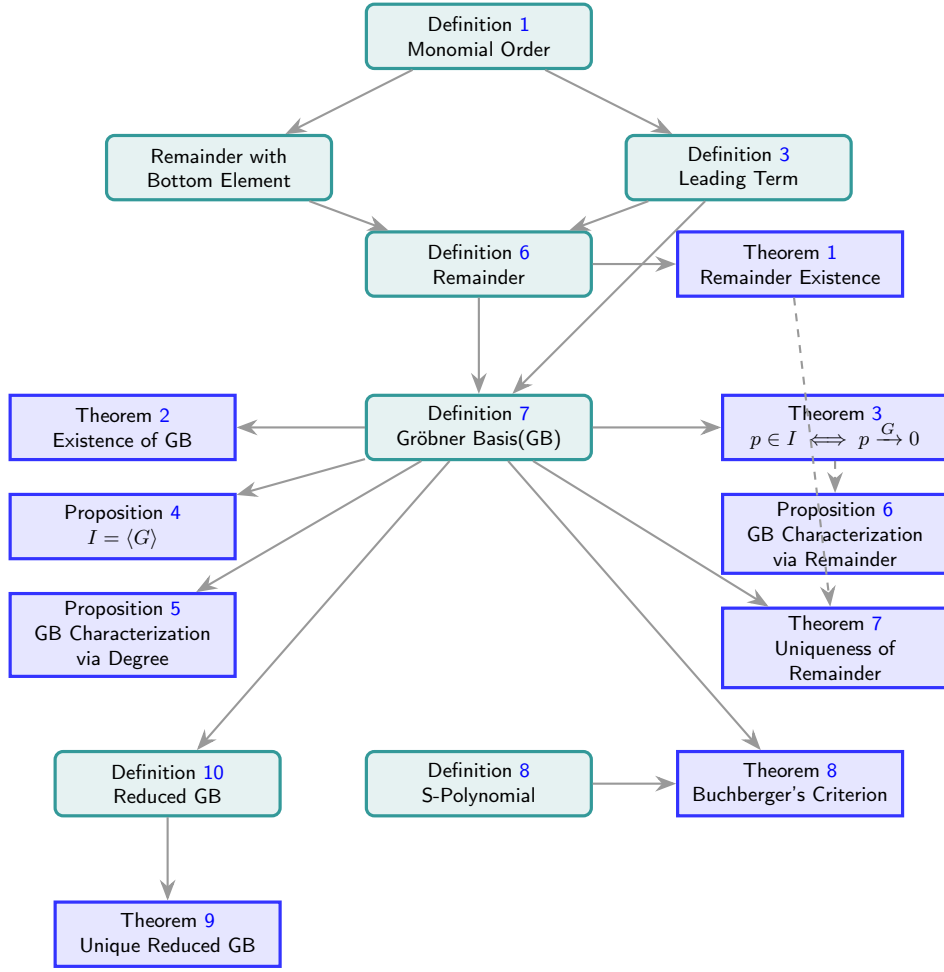 Definition 1
Monomial Order
Remainder with
Bottom Element
Definition 3
Leading Term
Definition 6
Remainder
Theorem 1
Remainder Existence
Theorem 2
Existence of GB
Definition 7
Gröbner Basis(GB)
Theorem 3
p ∈ I ⟺ p →^G 0
Proposition 4
I = ⟨G⟩
Proposition 6
GB Characterization
via Remainder
Proposition 5
GB Characterization
via Degree
Theorem 7
Uniqueness of
Remainder
Definition 10
Reduced GB
Definition 8
S-Polynomial
Theorem 8
Buchberger's Criterion
Theorem 9
Unique Reduced GB